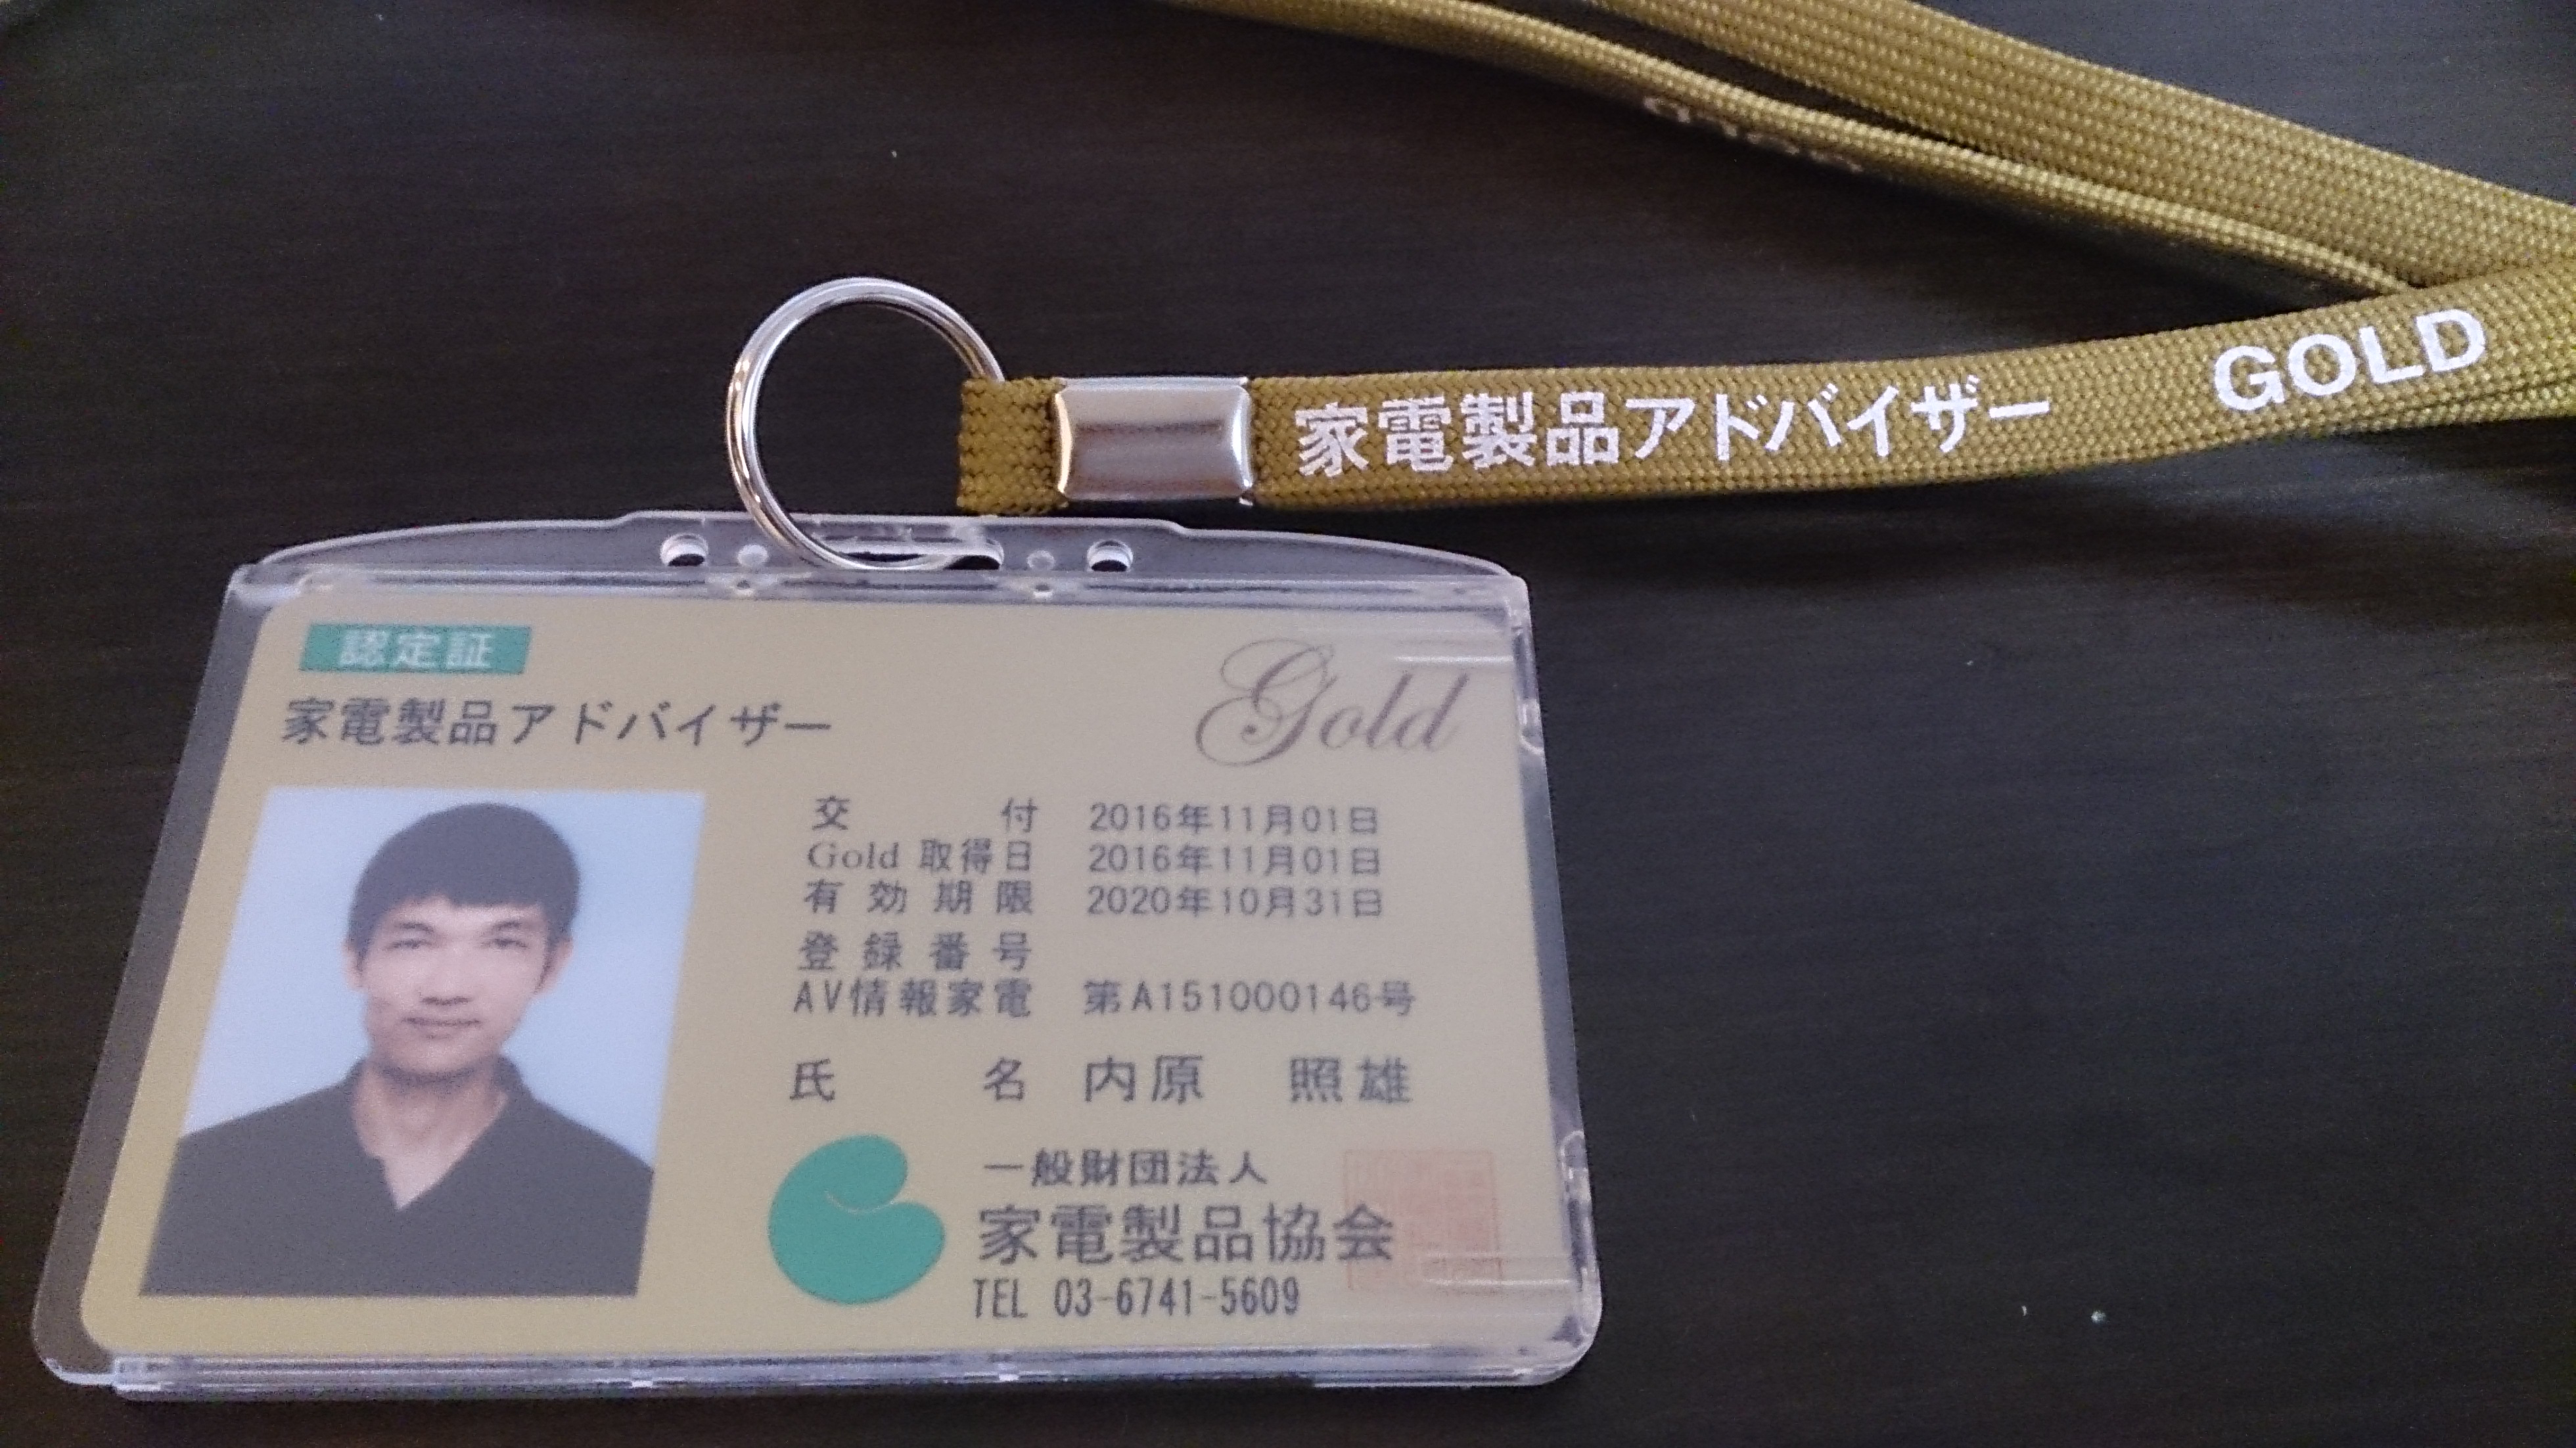 家電製品アドバイザー GOLD
認定証
Gold
家電製品アドバイザー
交付 2016年11月01日
Gold 取得日 2016年11月01日
有効期限 2020年10月31日
登録番号
AV情報家電 第A151000146号
氏名 内原 照雄
一般財団法人
家電製品協会
TEL 03-6741-5609